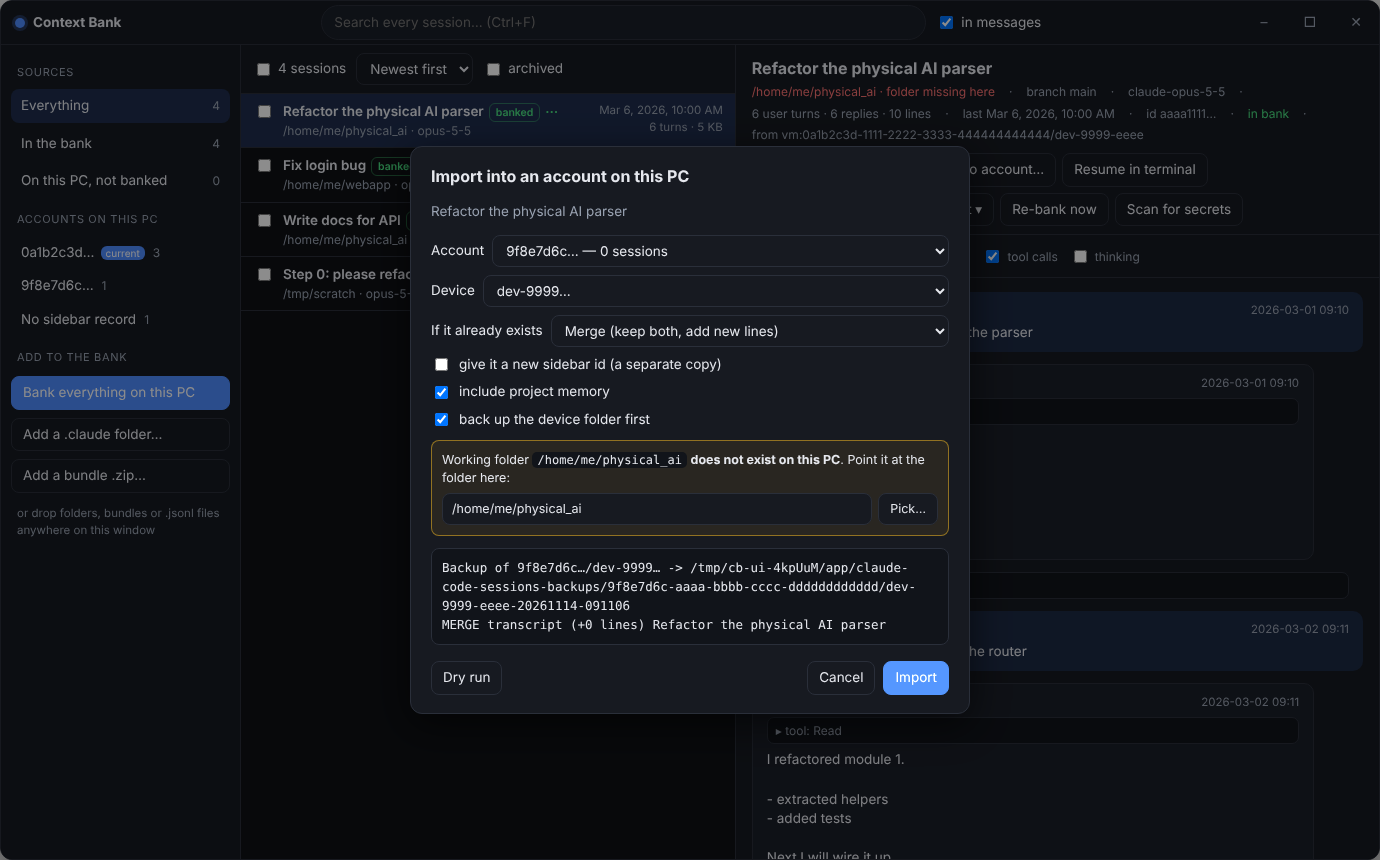 Context Bank
Search every session... (Ctrl+F)
in messages
SOURCES
Everything 4
In the bank 4
On this PC, not banked 0
ACCOUNTS ON THIS PC
0a1b2c3d... current 3
9f8e7d6c... 1
No sidebar record 1
ADD TO THE BANK
Bank everything on this PC
Add a .claude folder...
Add a bundle .zip...
or drop folders, bundles or .jsonl files
anywhere on this window
4 sessions Newest first archived
Refactor the physical AI parser banked ··· Mar 6, 2026, 10:00 AM
/home/me/physical_ai · opus-5-5 6 turns · 5 KB
Fix login bug banke
/home/me/webapp · op
Write docs for API
/home/me/physical_ai
Step 0: please refac
/tmp/scratch · opus-5-
Refactor the physical AI parser
/home/me/physical_ai · folder missing here · branch main · claude-opus-5-5 ·
6 user turns · 6 replies · 10 lines · last Mar 6, 2026, 10:00 AM · id aaaa1111... · in bank ·
from vm:0a1b2c3d-1111-2222-3333-444444444444/dev-9999-eeee
o account... Resume in terminal
t ▾ Re-bank now Scan for secrets
tool calls thinking
2026-03-01 09:10
the parser
2026-03-01 09:10
2026-03-02 09:11
he router
2026-03-02 09:11
▸ tool: Read
I refactored module 1.
- extracted helpers
- added tests
Next I will wire it up
Import into an account on this PC
Refactor the physical AI parser
Account 9f8e7d6c... — 0 sessions
Device dev-9999...
If it already exists Merge (keep both, add new lines)
give it a new sidebar id (a separate copy)
include project memory
back up the device folder first
Working folder /home/me/physical_ai does not exist on this PC. Point it at the
folder here:
/home/me/physical_ai Pick...
Backup of 9f8e7d6c…/dev-9999… -> /tmp/cb-ui-4kpUuM/app/claude-
code-sessions-backups/9f8e7d6c-aaaa-bbbb-cccc-dddddddddddd/dev-
9999-eeee-20261114-091106
MERGE transcript (+0 lines) Refactor the physical AI parser
Dry run Cancel Import